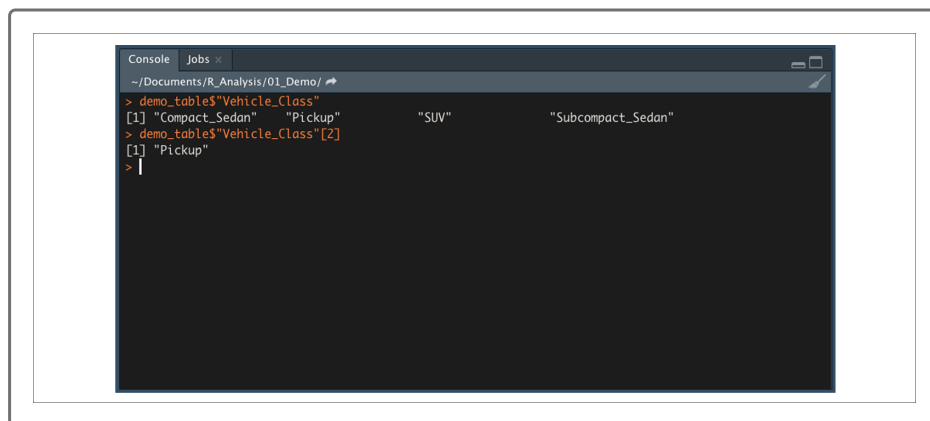 Console Jobs ×
~/Documents/R_Analysis/01_Demo/
> demo_table$"Vehicle_Class"
[1] "Compact_Sedan" "Pickup" "SUV" "Subcompact_Sedan"
> demo_table$"Vehicle_Class"[2]
[1] "Pickup"
>